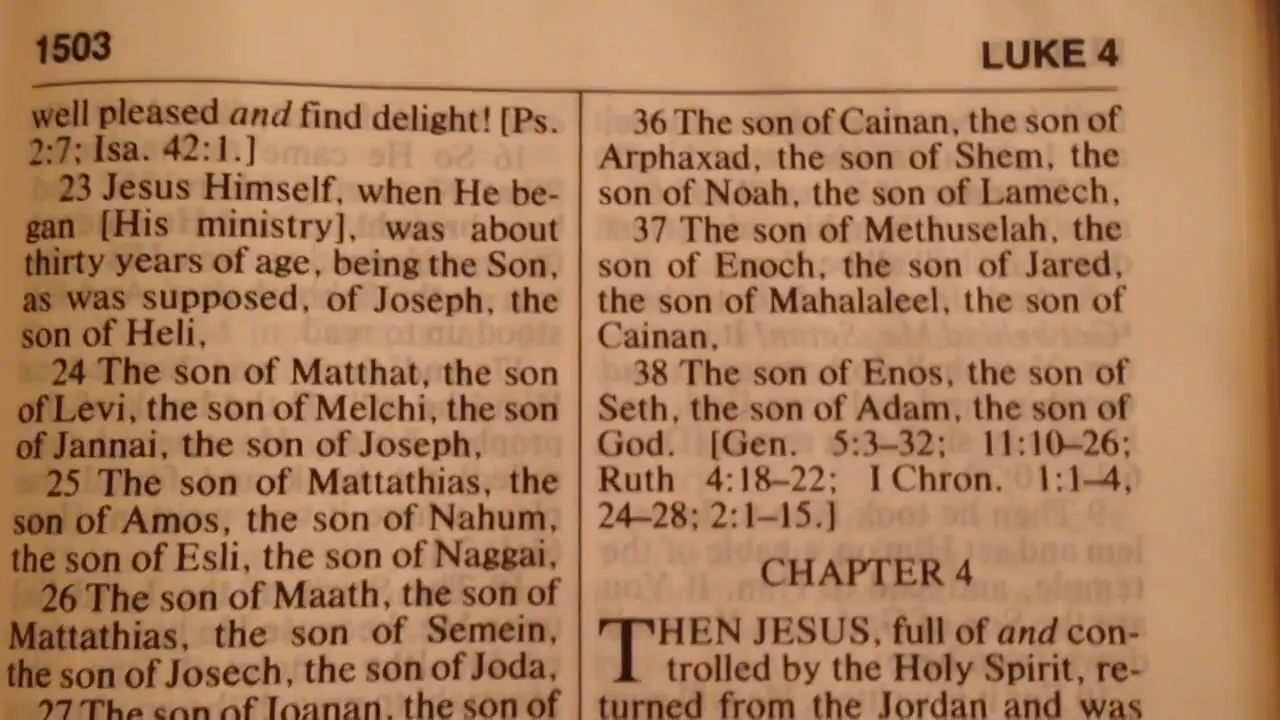 1503
LUKE 4
well pleased and find delight! [Ps.
2:7; Isa. 42:1.]
23 Jesus Himself, when He be-
gan [His ministry], was about
thirty years of age, being the Son,
as was supposed, of Joseph, the
son of Heli,
24 The son of Matthat, the son
of Levi, the son of Melchi, the son
of Jannai, the son of Joseph,
25 The son of Mattathias, the
son of Amos, the son of Nahum,
the son of Esli, the son of Naggai,
26 The son of Maath, the son of
Mattathias, the son of Semein,
the son of Josech, the son of Joda,
27 The son of Joanan, the son of
36 The son of Cainan, the son of
Arphaxad, the son of Shem, the
son of Noah, the son of Lamech,
37 The son of Methuselah, the
son of Enoch, the son of Jared,
the son of Mahalaleel, the son of
Cainan,
38 The son of Enos, the son of
Seth, the son of Adam, the son of
God. [Gen. 5:3–32; 11:10–26;
Ruth 4:18–22; I Chron. 1:1–4,
24–28; 2:1–15.]
CHAPTER 4
THEN JESUS, full of and con-
trolled by the Holy Spirit, re-
turned from the Jordan and was